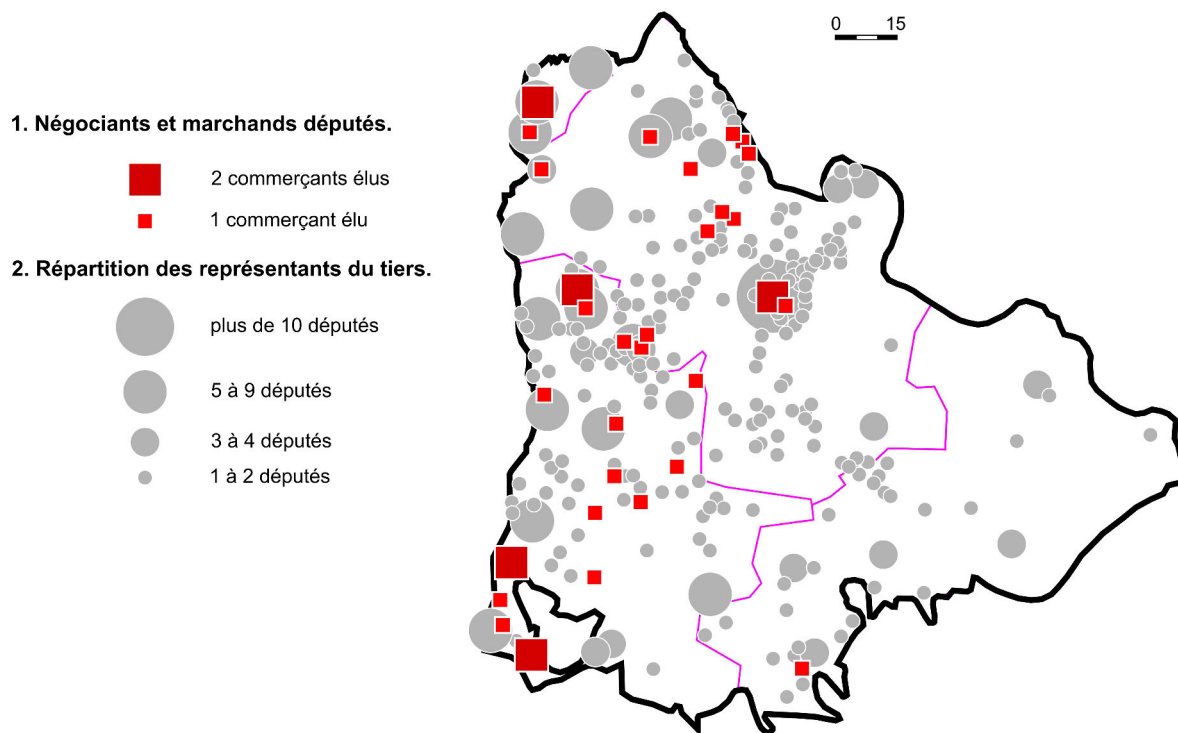 0 15
1. Négociants et marchands députés.
2 commerçants élus
1 commerçant élu
2. Répartition des représentants du tiers.
plus de 10 députés
5 à 9 députés
3 à 4 députés
1 à 2 députés